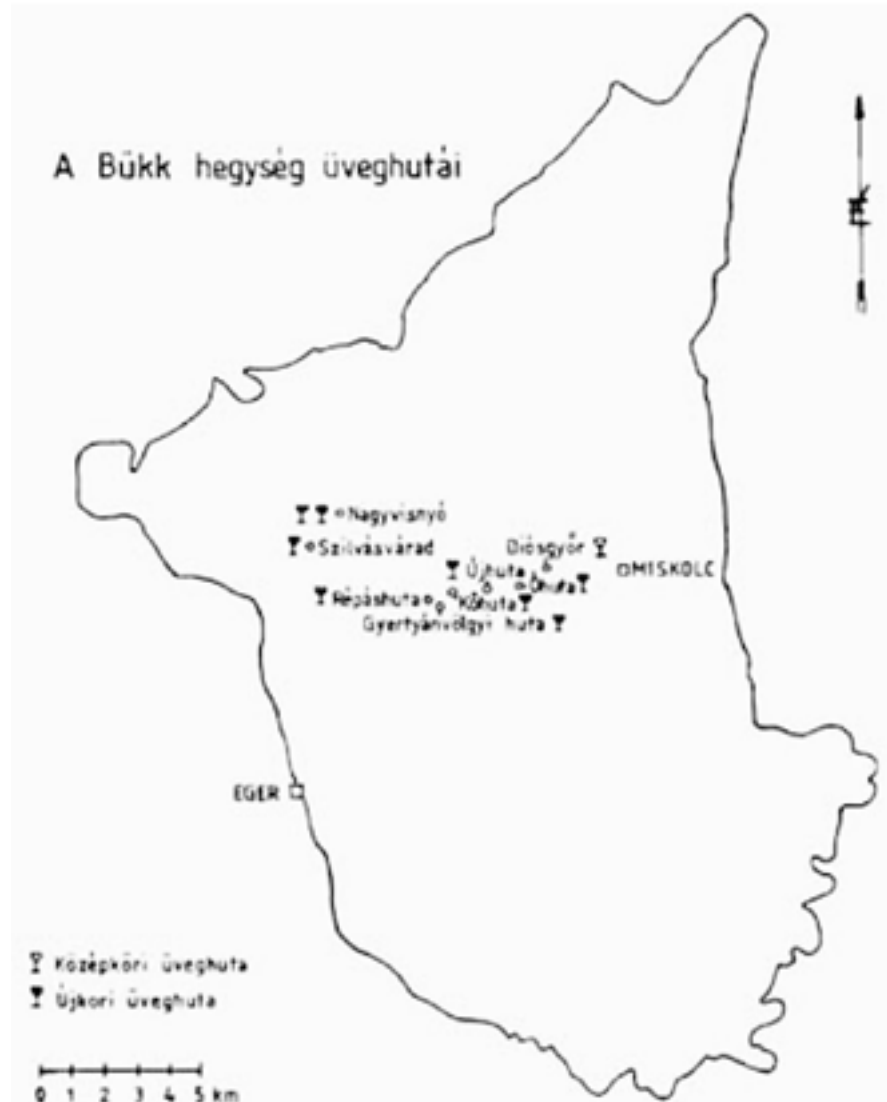 A Bükk hegység üveghutái
Nagyvisnyó
Szilvásvárad
Diósgyőr
MISKOLC
Újhuta
Óhuta
Répáshuta
Kőhuta
Gyertyánvölgyi huta
EGER
Középkori üveghuta
Újkori üveghuta
0 1 2 3 4 5 km